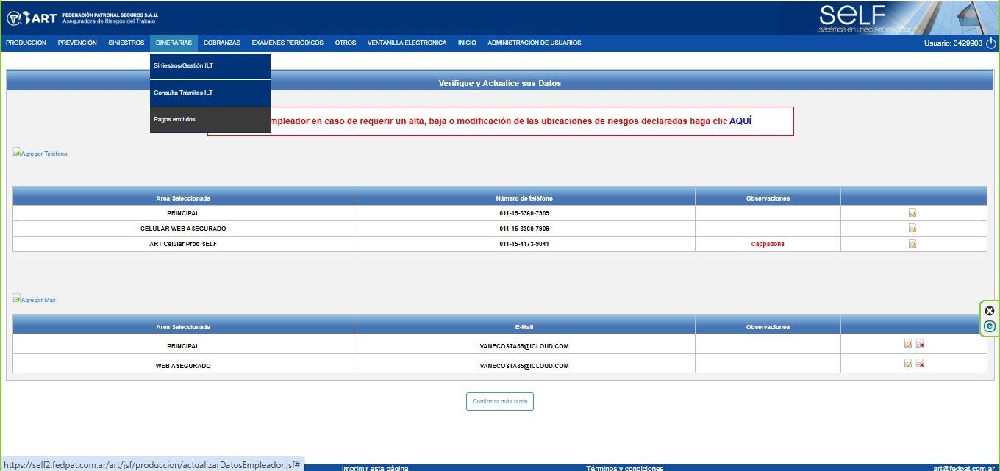 ART
FEDERACIÓN PATRONAL SEGUROS S.A.U.
Aseguradora de Riesgos del Trabajo
SELF
sistemas en linea federacion
PRODUCCIÓN PREVENCIÓN SINIESTROS DINERARIAS COBRANZAS EXÁMENES PERIÓDICOS OTROS VENTANILLA ELECTRONICA INICIO ADMINISTRACIÓN DE USUARIOS Usuario: 3429903
Siniestros/Gestión ILT
Consulta Trámites ILT
Pagos emitidos
Verifique y Actualice sus Datos
mpleador en caso de requerir un alta, baja o modificación de las ubicaciones de riesgos declaradas haga clic AQUÍ
Agregar Teléfono
Area Seleccionada Número de teléfono Observaciones
PRINCIPAL 011-15-3360-7909
CELULAR WEB ASEGURADO 011-15-3360-7909
ART Celular Prod SELF 011-15-4173-9041 Cappadona
Agregar Mail
Area Seleccionada E-Mail Observaciones
PRINCIPAL VANECOSTA85@ICLOUD.COM
WEB ASEGURADO VANECOSTA85@ICLOUD.COM
Confirmar más tarde
https://self2.fedpat.com.ar/art/jsf/produccion/actualizarDatosEmpleador.jsf#
Imprimir esta página Términos y condiciones art@fedpat.com.ar